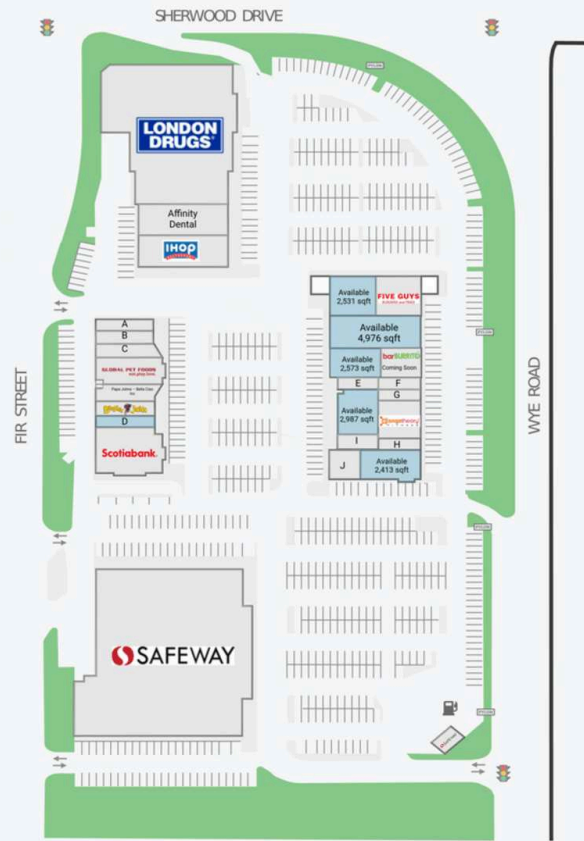 SHERWOOD DRIVE
LONDON
DRUGS
Affinity
Dental
IHOP
Available
2,531 sqft
FIVE GUYS
Available
4,976 sqft
Available
2,573 sqft
barBURRITO
Coming Soon
E
F
G
Available
2,987 sqft
H
I
J
Available
2,413 sqft
A
B
C
GLOBAL PET FOODS
D
Scotiabank
FIR STREET
WYE ROAD
SAFEWAY